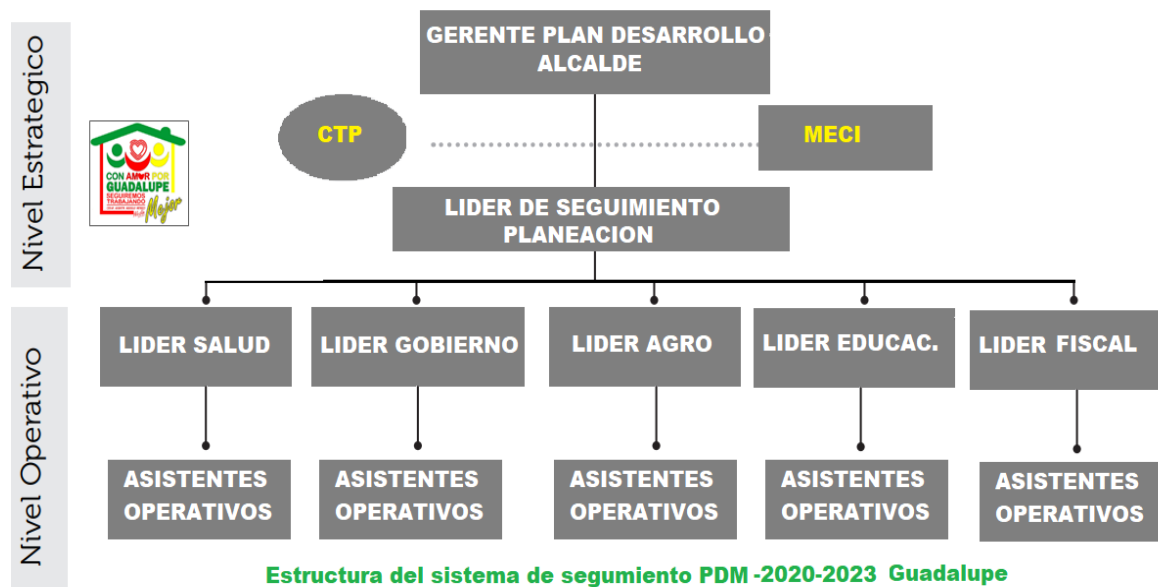 Nivel Estrategico
GERENTE PLAN DESARROLLO -
ALCALDE
CTP
MECI
CON AMOR POR
GUADALUPE
SEGUIREMOS
TRABAJANDO
Mejor
LIDER DE SEGUIMIENTO
PLANEACION
Nivel Operativo
LIDER SALUD
LIDER GOBIERNO
LIDER AGRO
LIDER EDUCAC.
LIDER FISCAL
ASISTENTES
OPERATIVOS
ASISTENTES
OPERATIVOS
ASISTENTES
OPERATIVOS
ASISTENTES
OPERATIVOS
ASISTENTES
OPERATIVOS
Estructura del sistema de segumiento PDM -2020-2023 Guadalupe